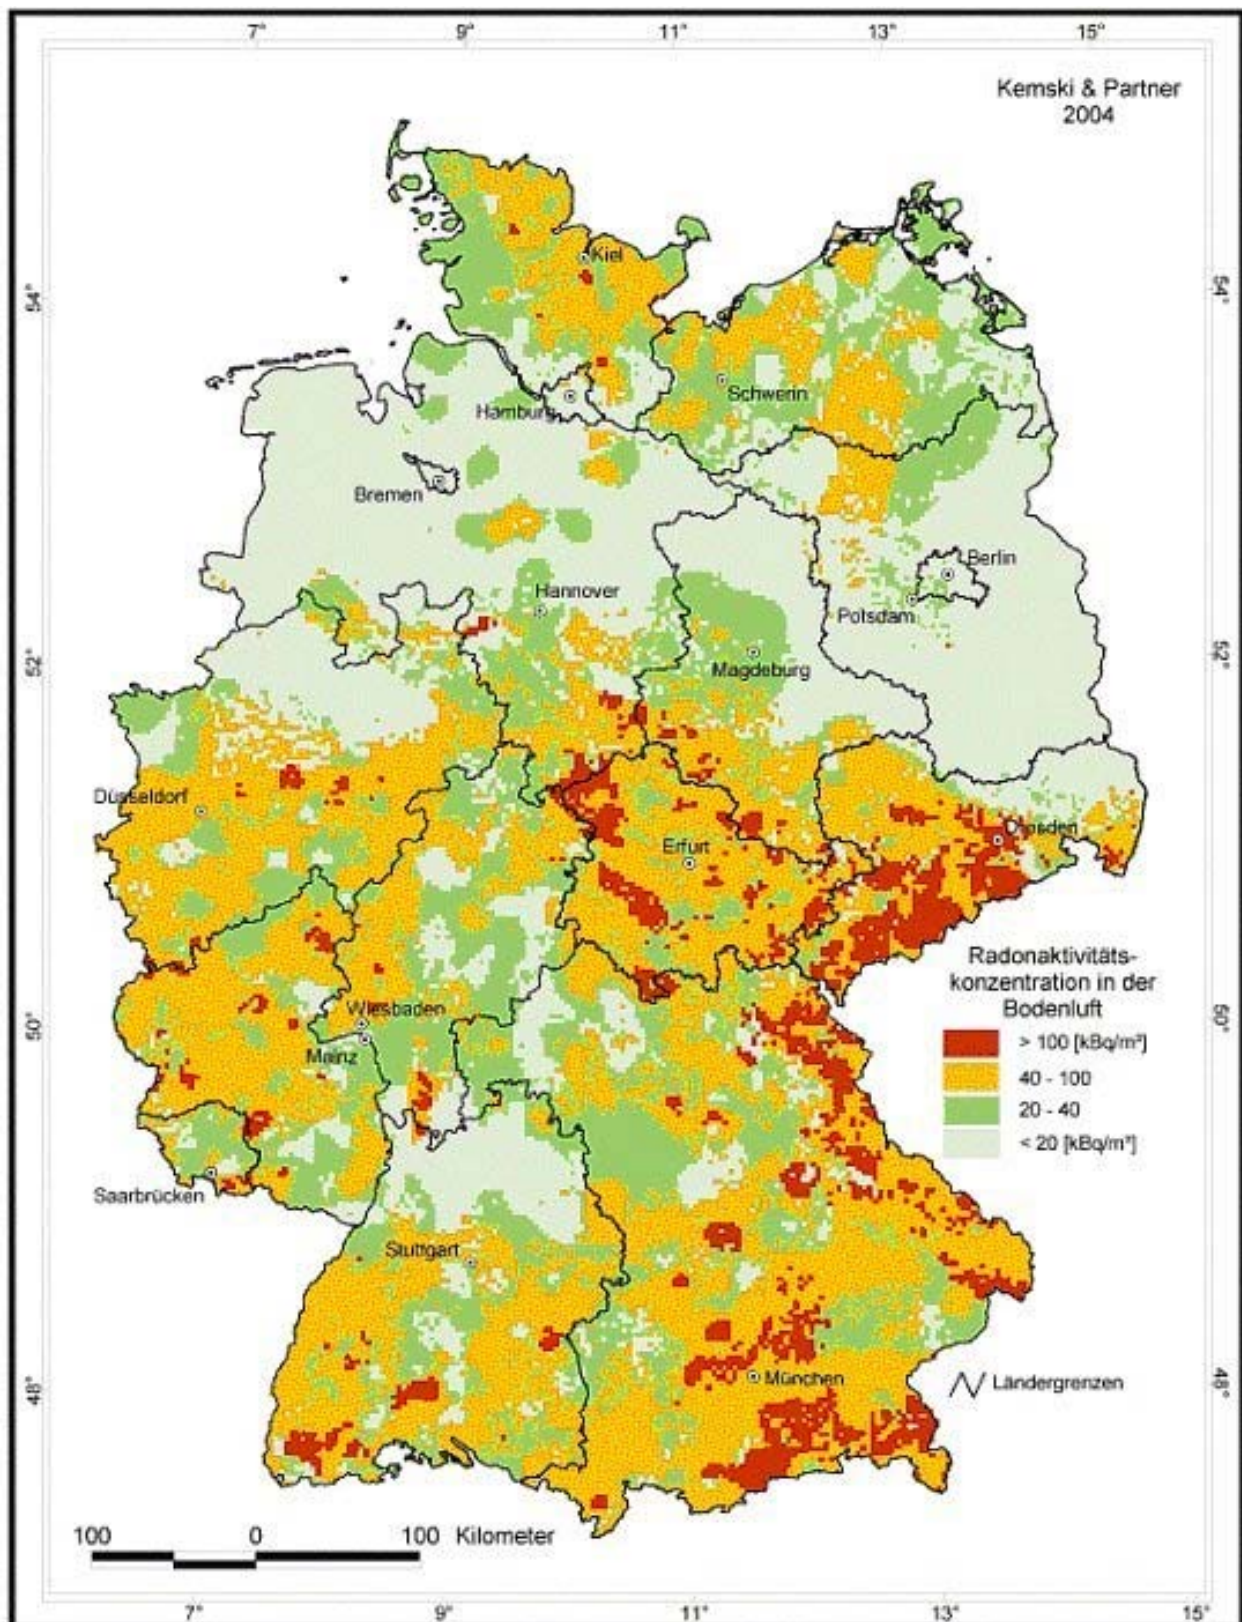 7° 9° 11° 13° 15°
Kemski & Partner
2004
Kiel
54° 54°
Schwerin
Hamburg
Bremen
Berlin
Hannover
Potsdam
52° 52°
Magdeburg
Düsseldorf
Dresden
Erfurt
Radonaktivitäts-
konzentration in der
Bodenluft
Wiesbaden
50° 50°
Mainz
> 100 [kBq/m³]
40 - 100
20 - 40
< 20 [kBq/m³]
Saarbrücken
Stuttgart
München
48° 48°
Ländergrenzen
100 0 100 Kilometer
7° 9° 11° 13° 15°